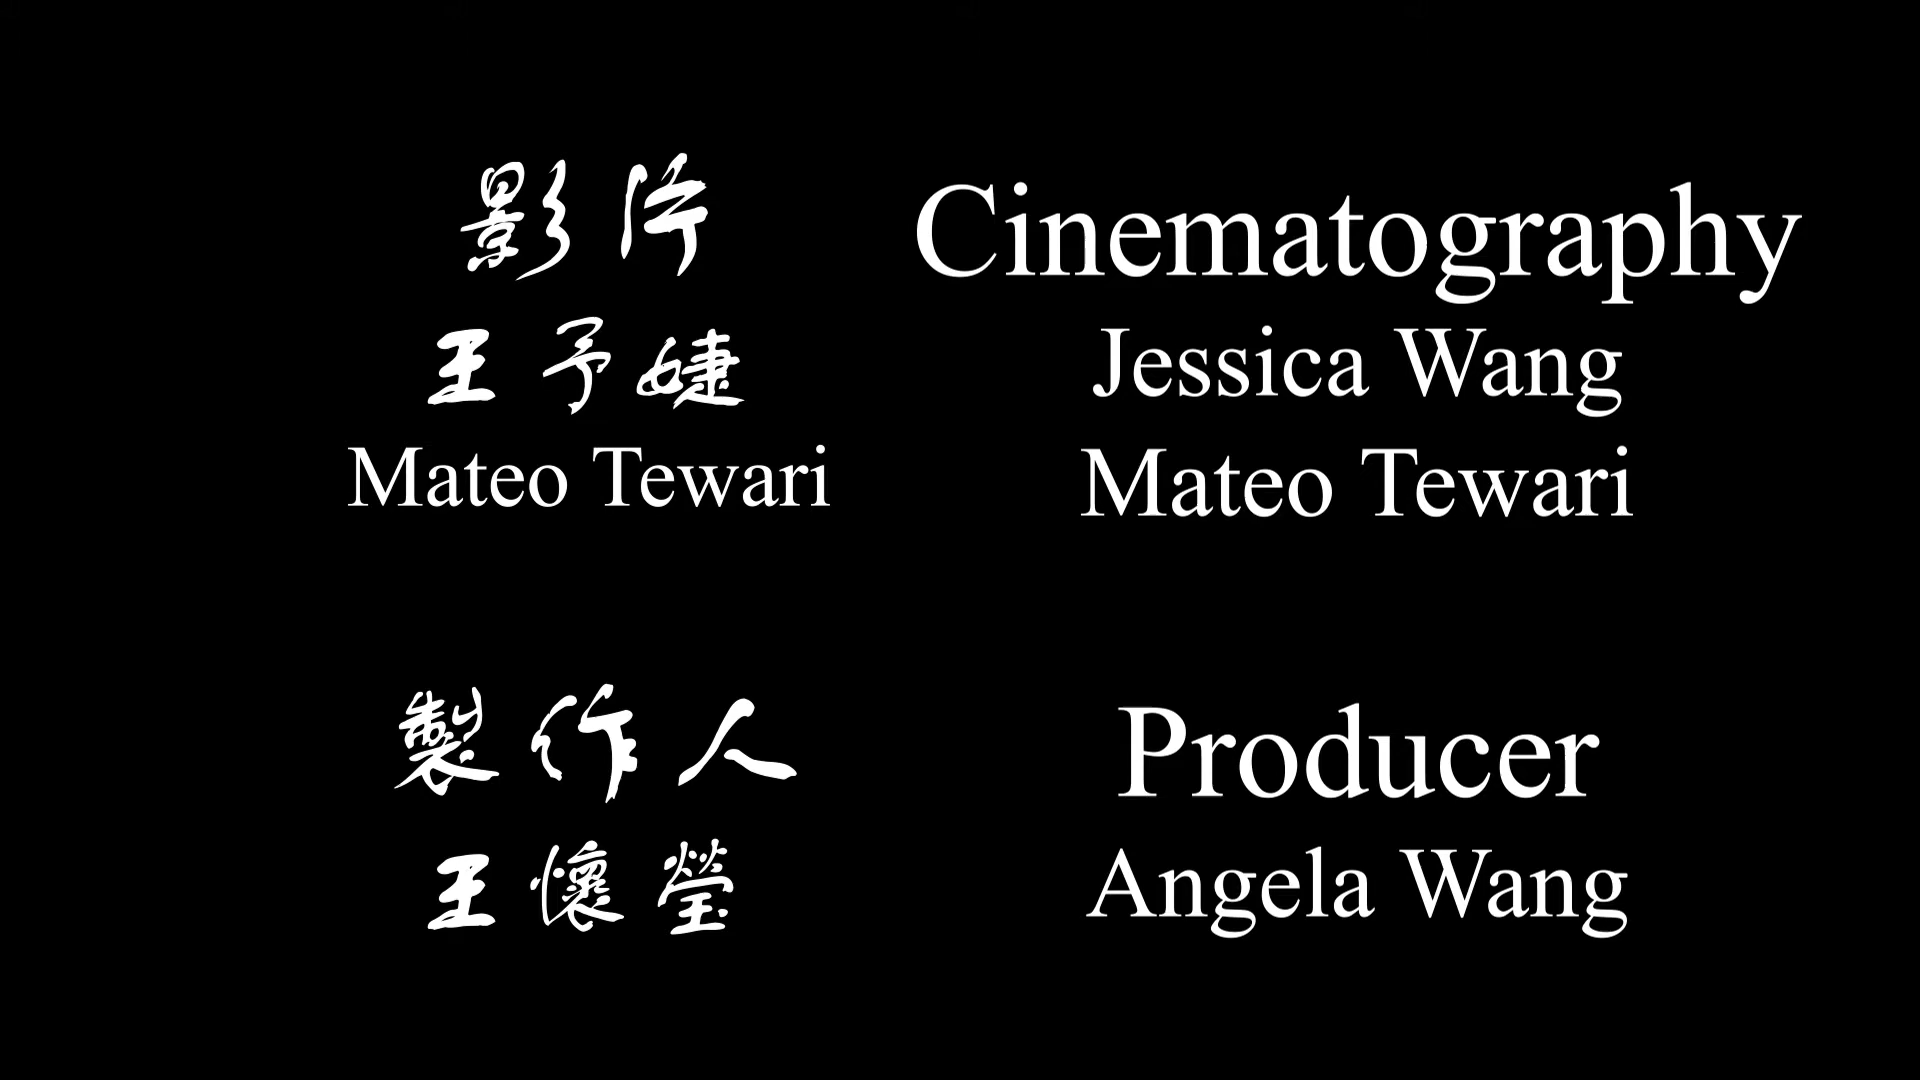 影片
王予婕
Mateo Tewari
Cinematography
Jessica Wang
Mateo Tewari
製作人
王懷瑩
Producer
Angela Wang